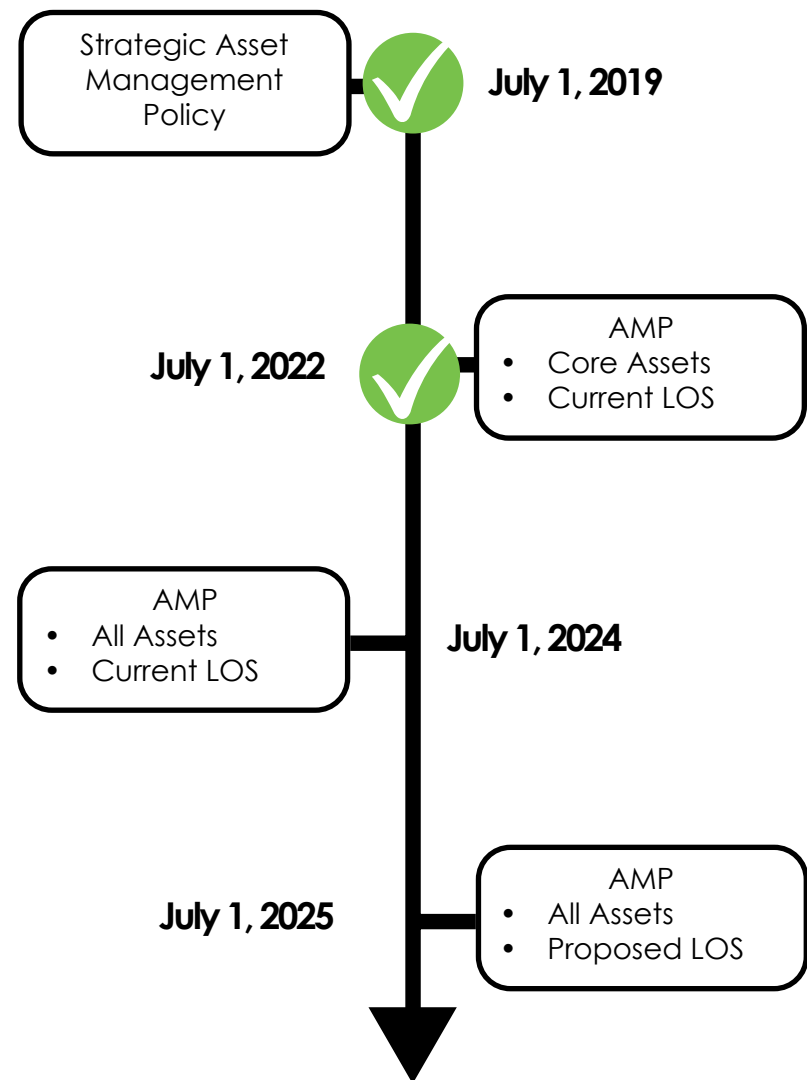 Strategic Asset
Management
Policy
July 1, 2019
July 1, 2022
AMP
• Core Assets
• Current LOS
AMP
• All Assets
• Current LOS
July 1, 2024
July 1, 2025
AMP
• All Assets
• Proposed LOS